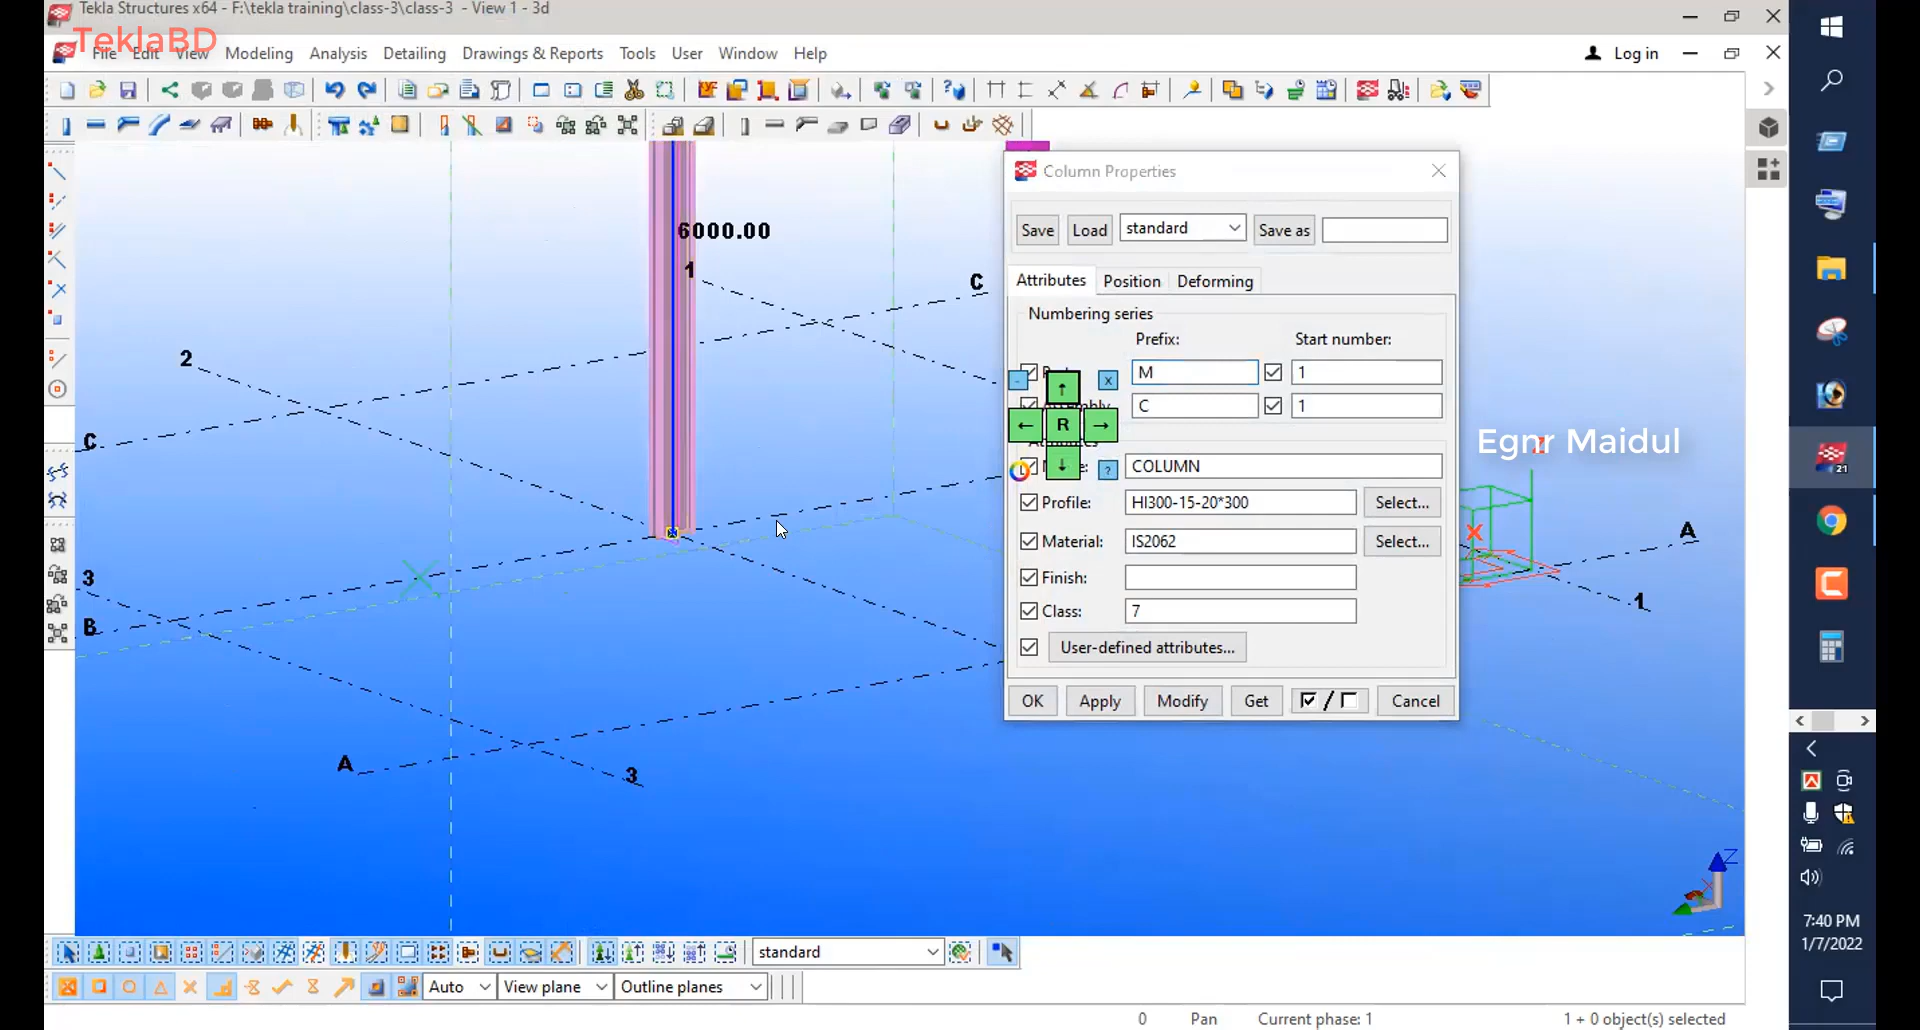 Tekla Structures x64 - F:\tekla training\class-3\class-3 - View 1 - 3d
TeklaBD
File Edit View Modeling Analysis Detailing Drawings & Reports Tools User Window Help
Log in
Column Properties
Save Load standard Save as
Attributes Position Deforming
Numbering series
Prefix: Start number:
M 1
Assembly C 1
R
?
COLUMN
Profile: HI300-15-20*300 Select...
Material: IS2062 Select...
Finish:
Class: 7
User-defined attributes...
OK Apply Modify Get / Cancel
6000.00
1
C
2
C
3
B
A
3
Egnr Maidul
X
A
1
Z
21
standard
Auto View plane Outline planes
0 Pan Current phase: 1 1 + 0 object(s) selected
7:40 PM
1/7/2022